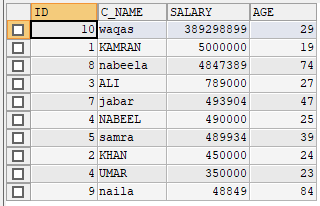 ID C_NAME SALARY AGE
10 waqas 389298899 29
1 KAMRAN 5000000 19
8 nabeela 4847389 74
3 ALI 789000 27
7 jabar 493904 47
4 NABEEL 490000 25
5 samra 489934 39
2 KHAN 450000 24
4 UMAR 350000 23
9 naila 48849 84